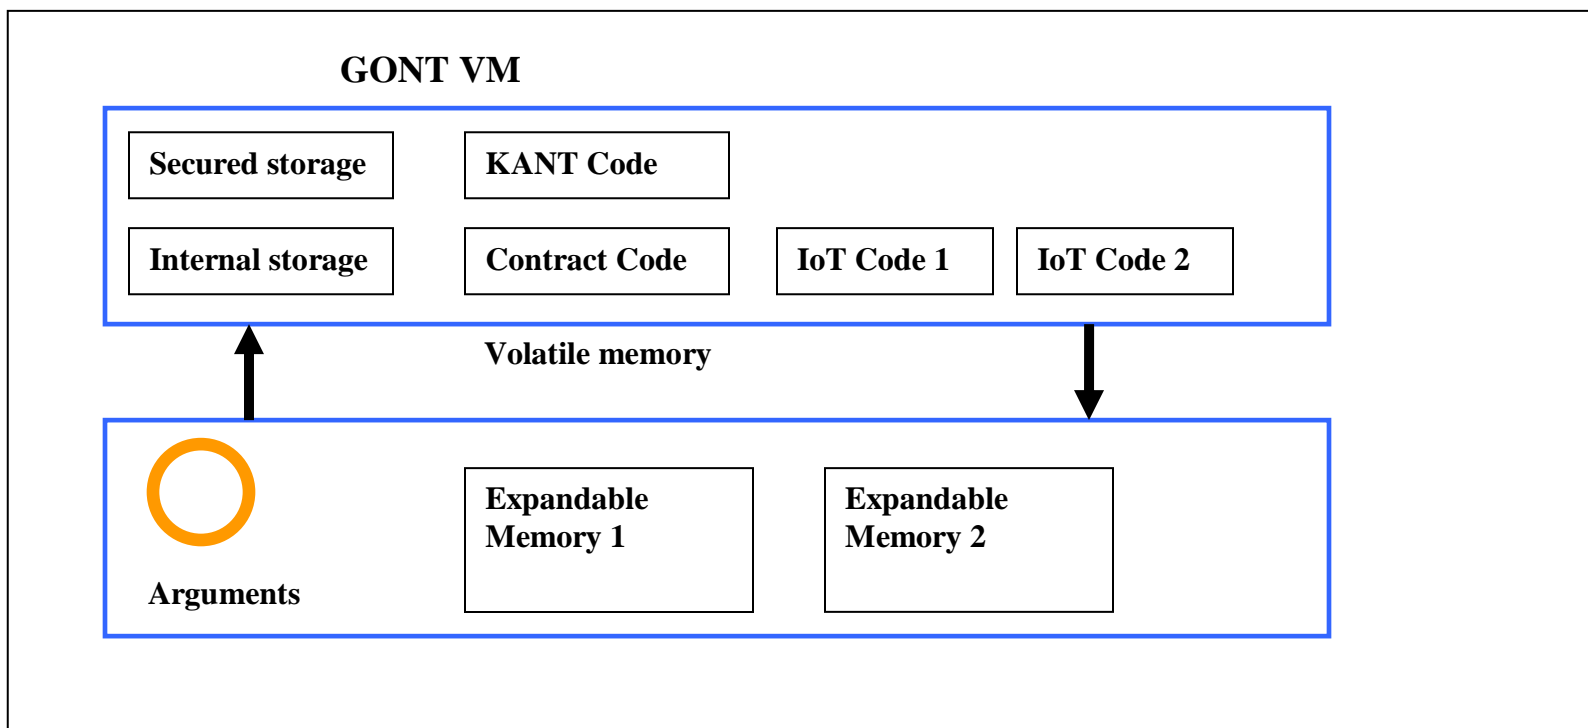 GONT VM
Secured storage
KANT Code
Internal storage
Contract Code
IoT Code 1
IoT Code 2
Volatile memory
Expandable
Memory 1
Expandable
Memory 2
Arguments